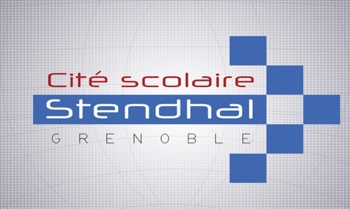 Cité scolaire
Stendhal
GRENOBLE